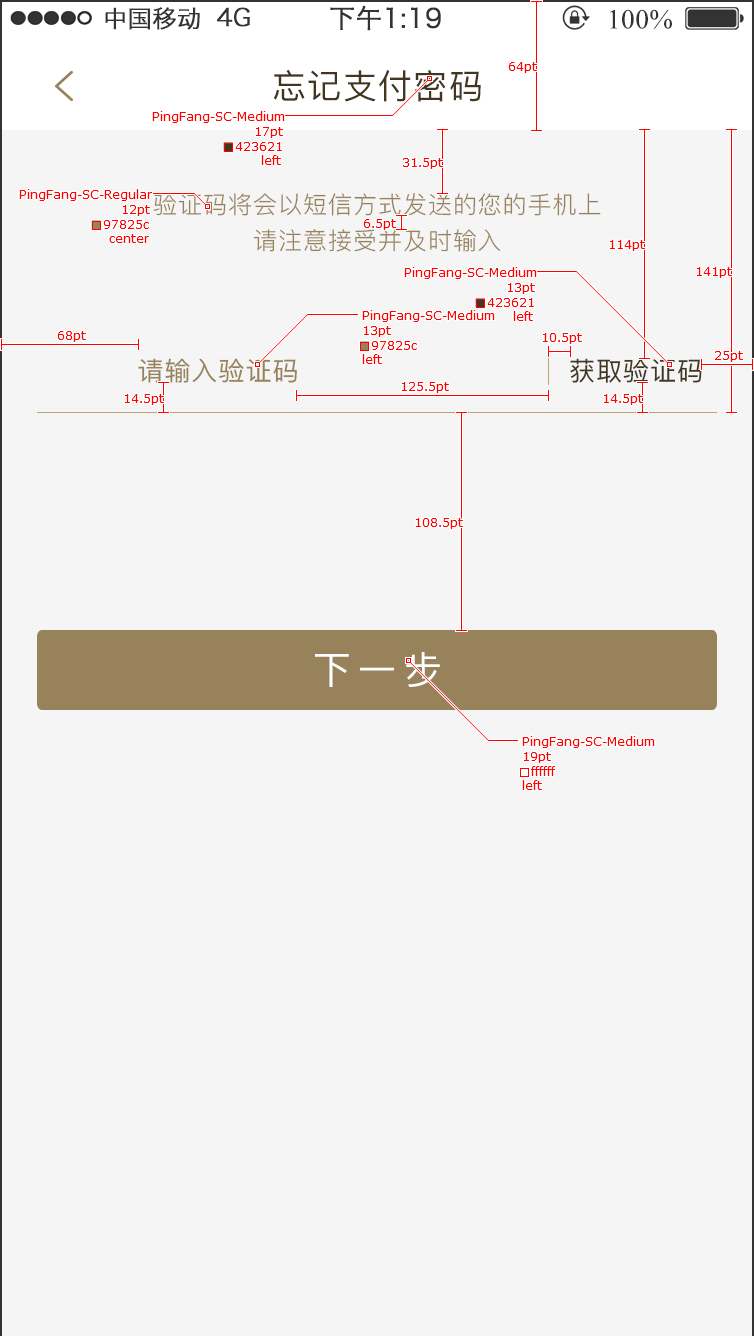 中国移动 4G 下午1:19 100%
64pt
忘记支付密码
PingFang-SC-Medium
17pt
423621
left
31.5pt
PingFang-SC-Regular
12pt
97825c
center
验证码将会以短信方式发送的您的手机上
6.5pt
请注意接受并及时输入
114pt
141pt
PingFang-SC-Medium
13pt
423621
left
PingFang-SC-Medium
13pt
97825c
left
68pt
10.5pt
25pt
请输入验证码
获取验证码
125.5pt
14.5pt
14.5pt
108.5pt
下一步
PingFang-SC-Medium
19pt
ffffff
left